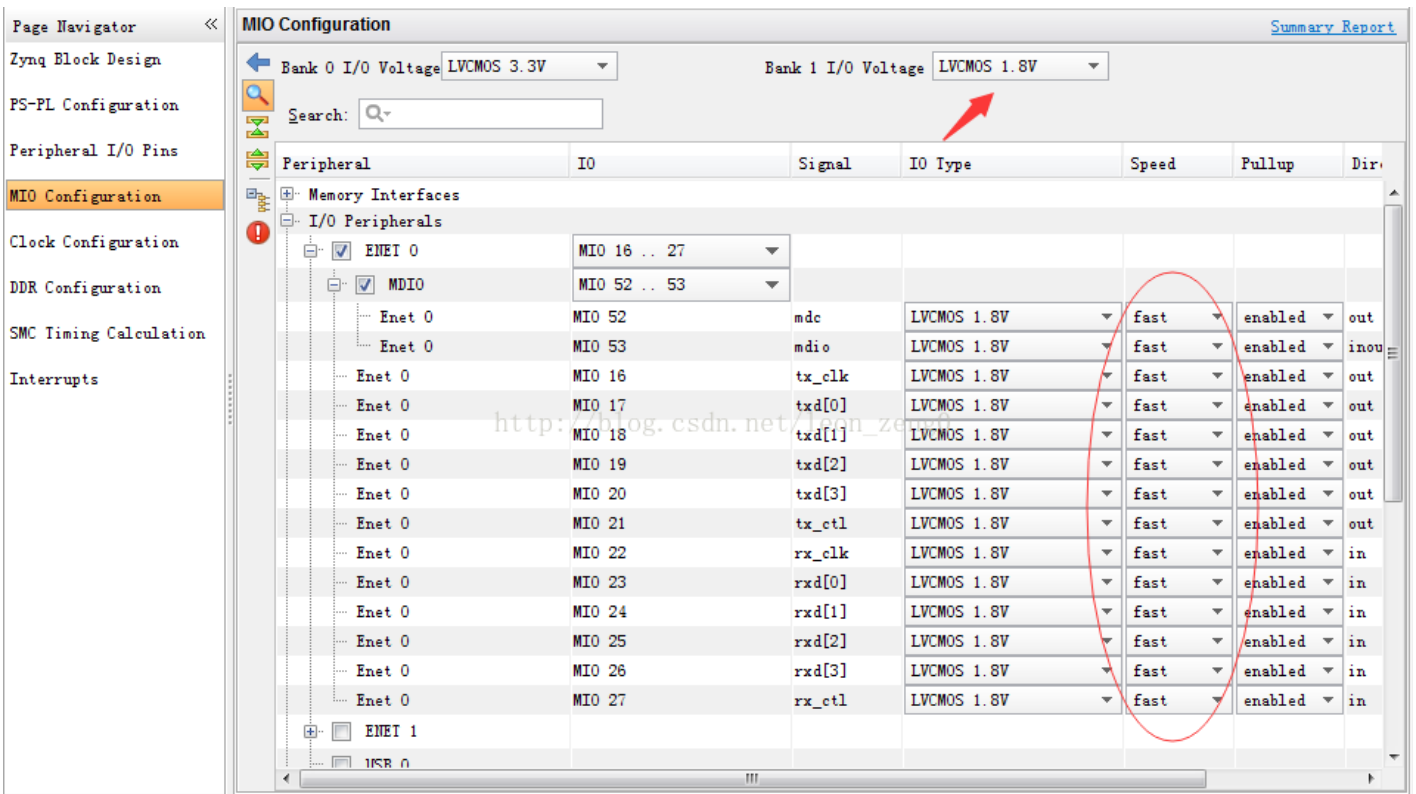 Page Navigator «
Zynq Block Design
PS-PL Configuration
Peripheral I/O Pins
MIO Configuration
Clock Configuration
DDR Configuration
SMC Timing Calculation
Interrupts
MIO Configuration Summary Report
Bank 0 I/O Voltage LVCMOS 3.3V Bank 1 I/O Voltage LVCMOS 1.8V
Search:
Peripheral IO Signal IO Type Speed Pullup Dire
Memory Interfaces
I/O Peripherals
ENET 0 MIO 16 .. 27
MDIO MIO 52 .. 53
Enet 0 MIO 52 mdc LVCMOS 1.8V fast enabled out
Enet 0 MIO 53 mdio LVCMOS 1.8V fast enabled inou
Enet 0 MIO 16 tx_clk LVCMOS 1.8V fast enabled out
Enet 0 MIO 17 txd[0] LVCMOS 1.8V fast enabled out
http://blog.csdn.net/leon_zeng0
Enet 0 MIO 18 txd[1] LVCMOS 1.8V fast enabled out
Enet 0 MIO 19 txd[2] LVCMOS 1.8V fast enabled out
Enet 0 MIO 20 txd[3] LVCMOS 1.8V fast enabled out
Enet 0 MIO 21 tx_ctl LVCMOS 1.8V fast enabled out
Enet 0 MIO 22 rx_clk LVCMOS 1.8V fast enabled in
Enet 0 MIO 23 rxd[0] LVCMOS 1.8V fast enabled in
Enet 0 MIO 24 rxd[1] LVCMOS 1.8V fast enabled in
Enet 0 MIO 25 rxd[2] LVCMOS 1.8V fast enabled in
Enet 0 MIO 26 rxd[3] LVCMOS 1.8V fast enabled in
Enet 0 MIO 27 rx_ctl LVCMOS 1.8V fast enabled in
ENET 1
USB 0